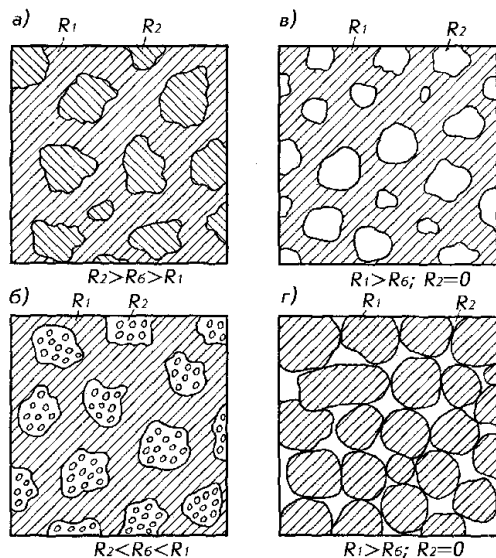 а) R1 R2
в) R1 R2
R2>Rб>R1
R1>Rб; R2=0
б) R1 R2
г) R1 R2
R2<Rб<R1
R1>Rб; R2=0